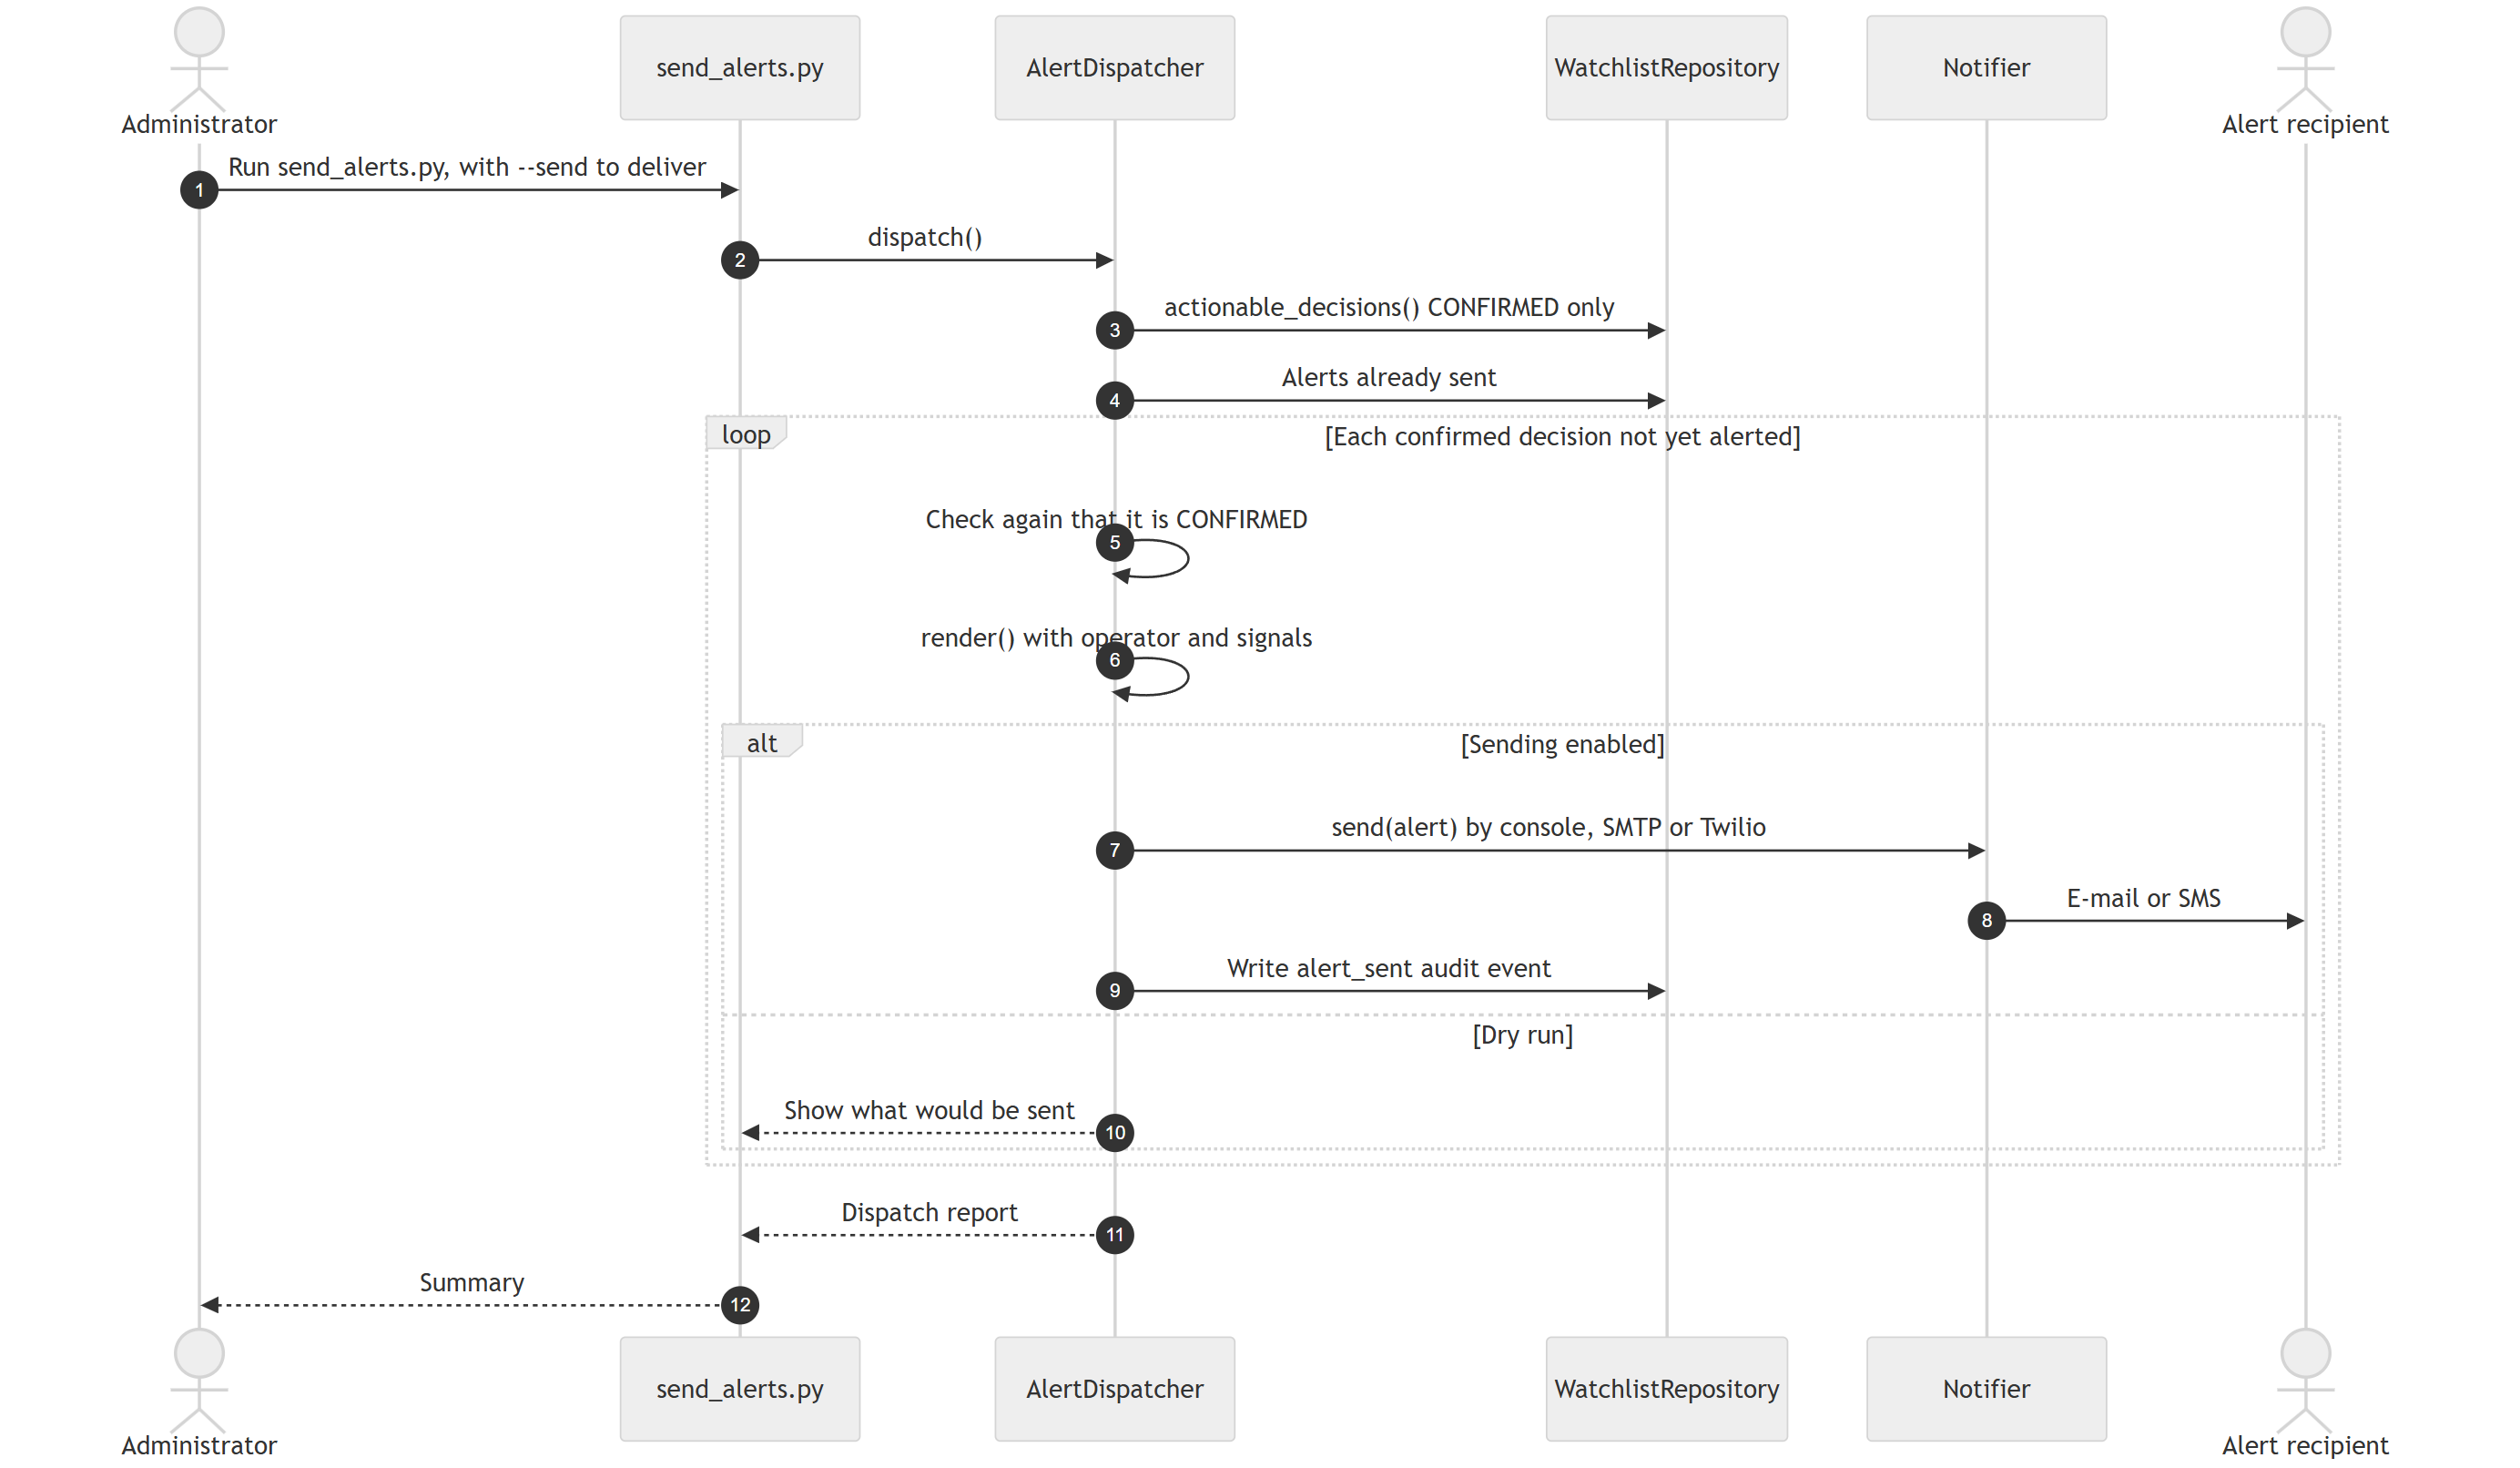 Administrator
send_alerts.py
AlertDispatcher
WatchlistRepository
Notifier
Alert recipient
Run send_alerts.py, with --send to deliver
1
dispatch()
2
actionable_decisions() CONFIRMED only
3
Alerts already sent
4
loop
[Each confirmed decision not yet alerted]
Check again that it is CONFIRMED
5
render() with operator and signals
6
alt
[Sending enabled]
send(alert) by console, SMTP or Twilio
7
E-mail or SMS
8
Write alert_sent audit event
9
[Dry run]
Show what would be sent
10
Dispatch report
11
Summary
12
send_alerts.py
AlertDispatcher
WatchlistRepository
Notifier
Administrator
Alert recipient